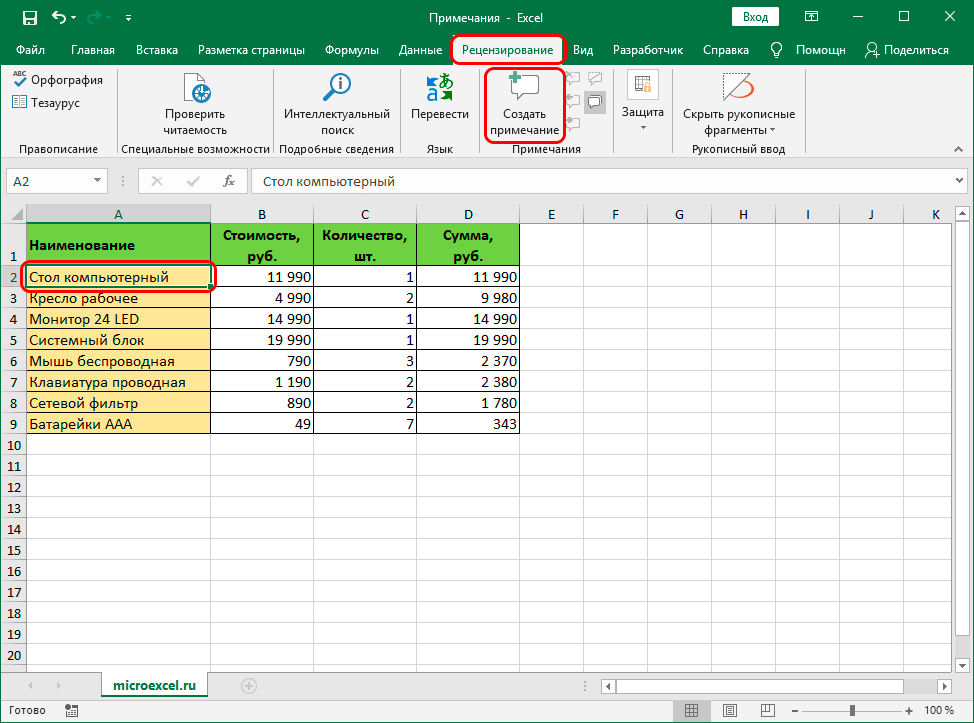 Примечания - Excel
Вход
Файл Главная Вставка Разметка страницы Формулы Данные Рецензирование Вид Разработчик Справка Помощн Поделиться
ABC Орфография
Тезаурус
Правописание
Проверить
читаемость
Специальные возможности
Интеллектуальный
поиск
Подробные сведения
Перевести
Язык
Создать
примечание
Примечания
Защита
Скрыть рукописные
фрагменты
Рукописный ввод
A2 fx Стол компьютерный
A B C D E F G H I J K
1 Наименование Стоимость, руб. Количество, шт. Сумма, руб.
2 Стол компьютерный 11 990 1 11 990
3 Кресло рабочее 4 990 2 9 980
4 Монитор 24 LED 14 990 1 14 990
5 Системный блок 19 990 1 19 990
6 Мышь беспроводная 790 3 2 370
7 Клавиатура проводная 1 190 2 2 380
8 Сетевой фильтр 890 2 1 780
9 Батарейки ААА 49 7 343
10
11
12
13
14
15
16
17
18
19
20
microexcel.ru
Готово 100 %